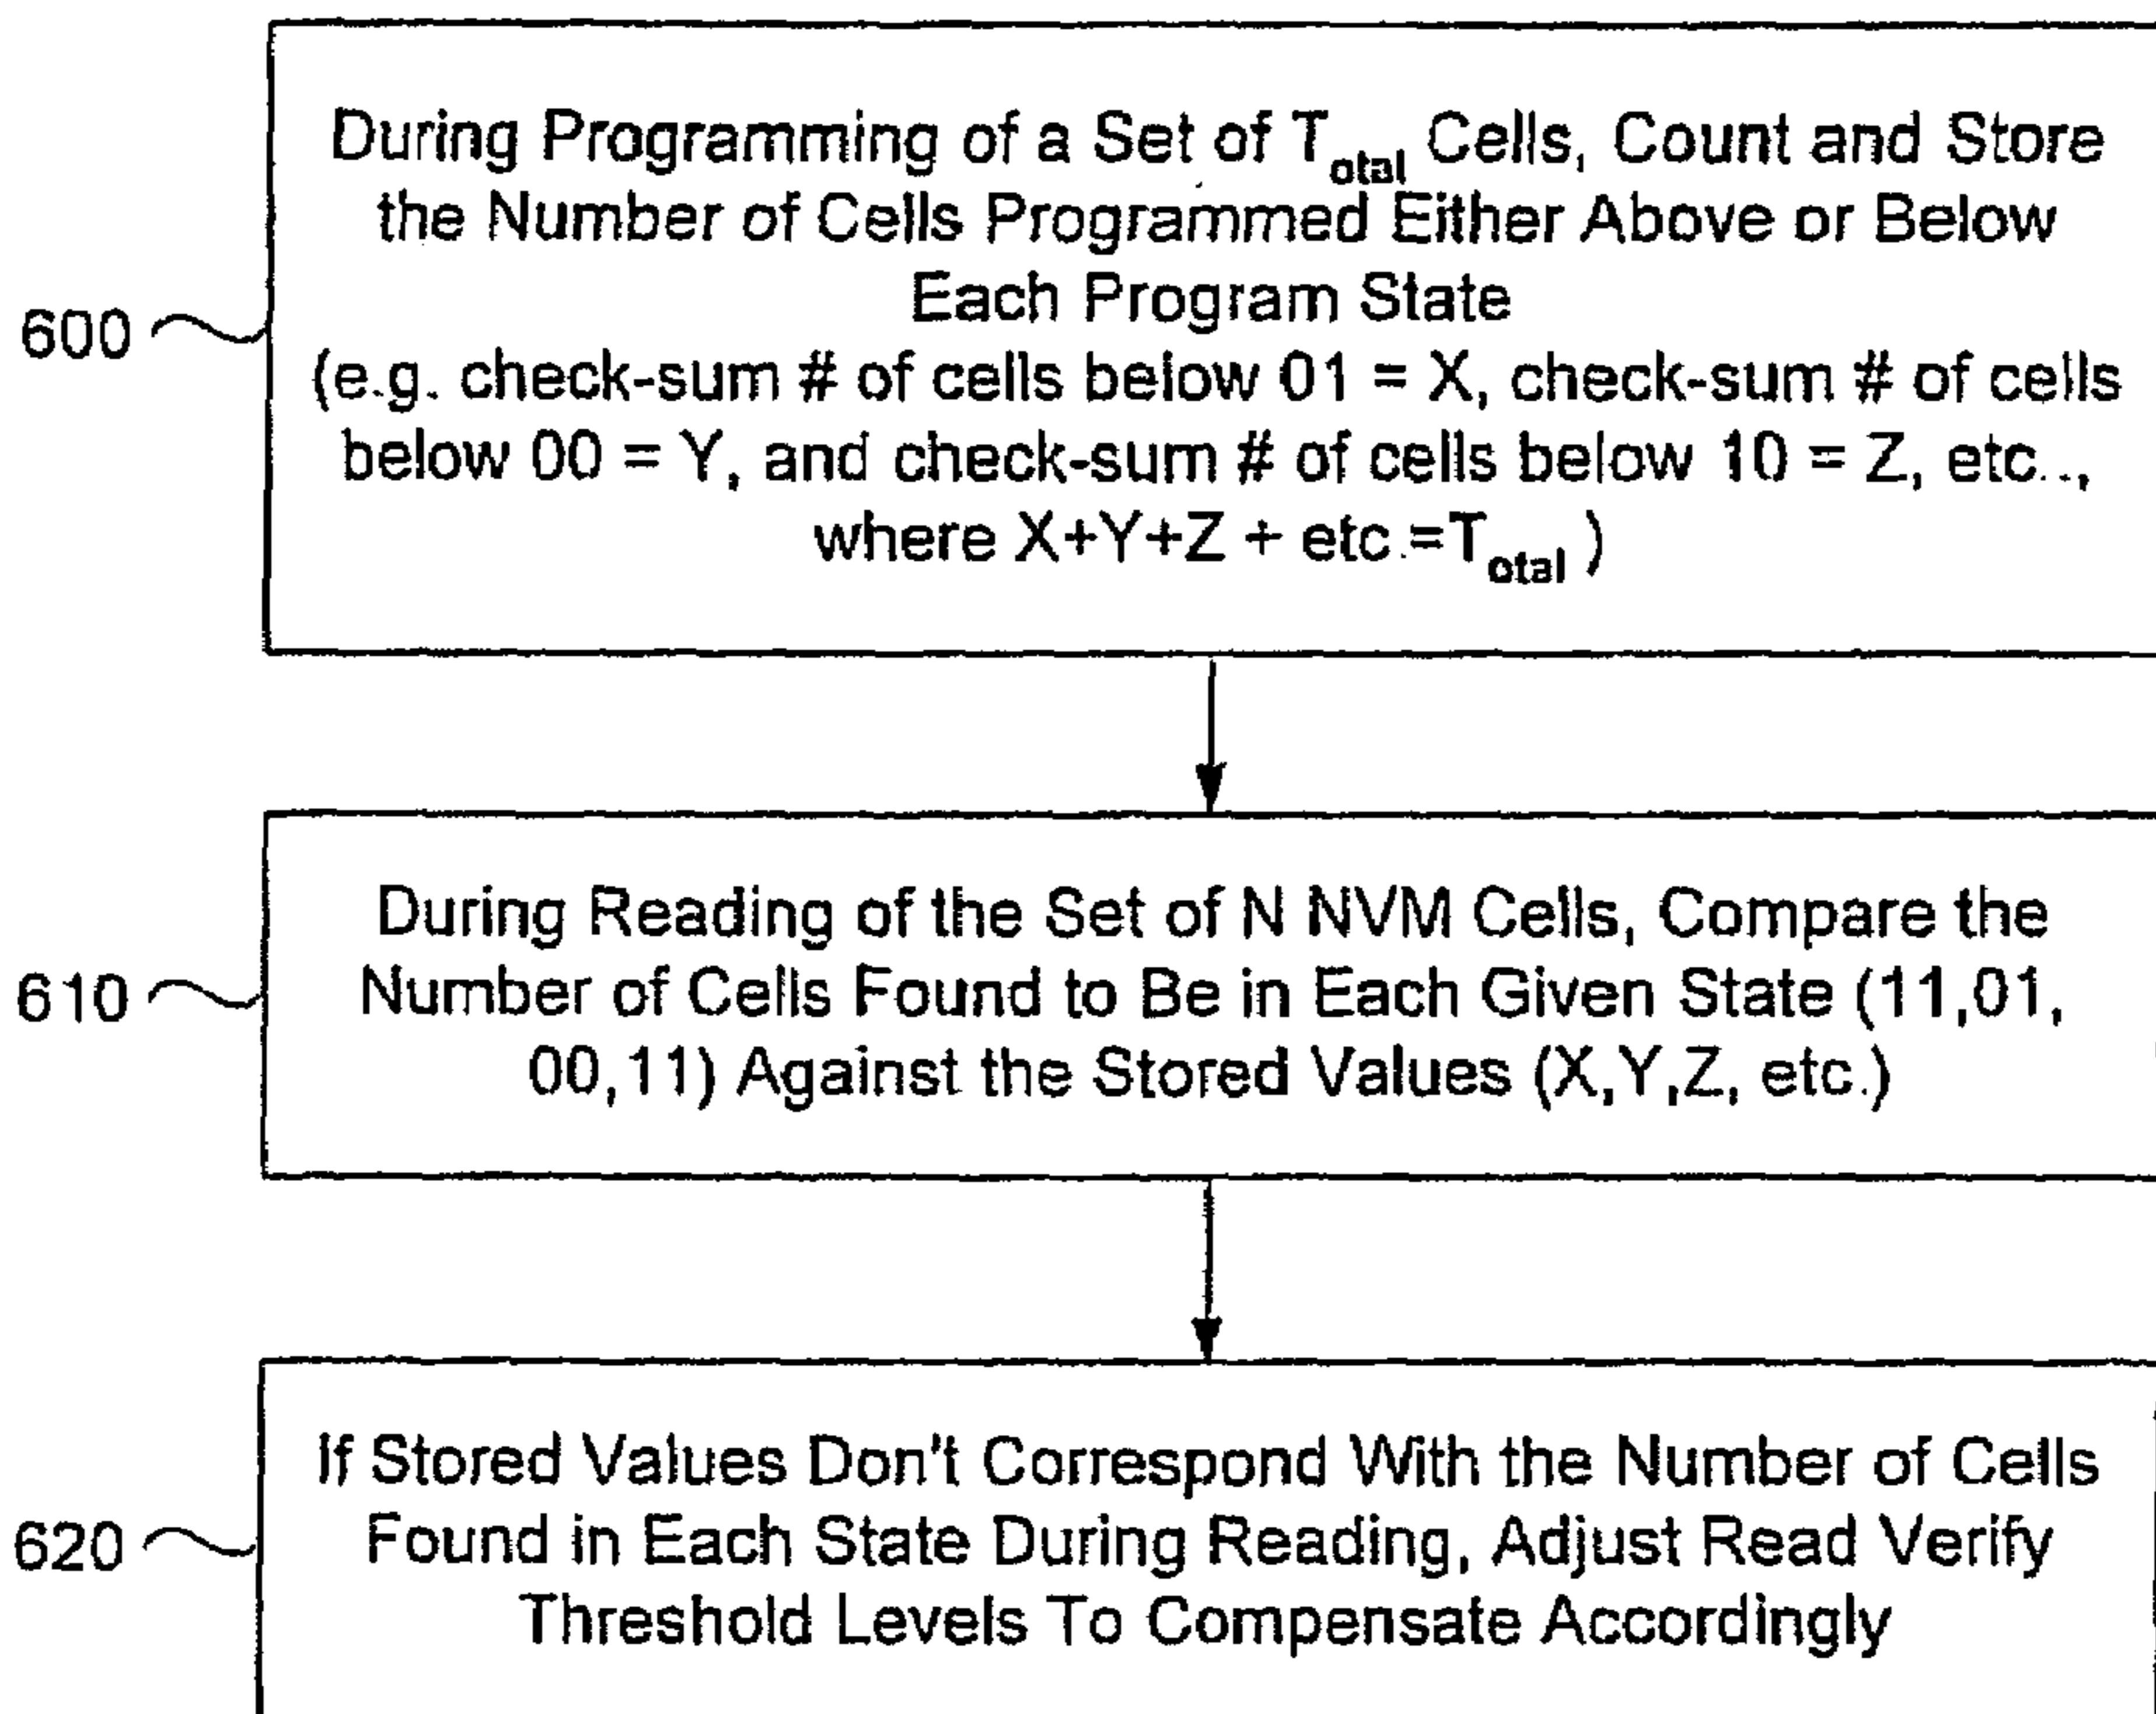 During Programming of a Set of Total Cells, Count and Store
the Number of Cells Programmed Either Above or Below
Each Program State
600
(e.g. check-sum # of cells below 01 = X, check-sum # of cells
below 00 = Y, and check-sum # of cells below 10 = Z, etc..,
where X+Y+Z + etc.=Total )
During Reading of the Set of N NVM Cells, Compare the
610
Number of Cells Found to Be in Each Given State (11,01,
00,11) Against the Stored Values (X,Y,Z, etc.)
If Stored Values Don't Correspond With the Number of Cells
620
Found in Each State During Reading, Adjust Read Verify
Threshold Levels To Compensate Accordingly